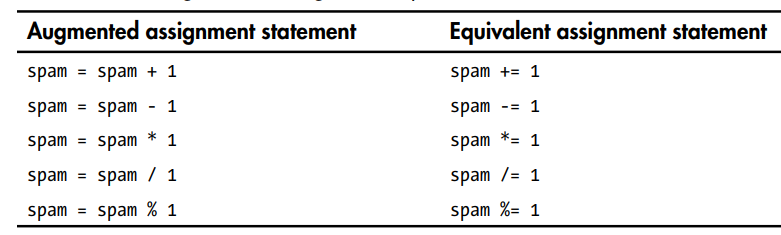 Augmented assignment statement Equivalent assignment statement
spam = spam + 1 spam += 1
spam = spam - 1 spam -= 1
spam = spam * 1 spam *= 1
spam = spam / 1 spam /= 1
spam = spam % 1 spam %= 1